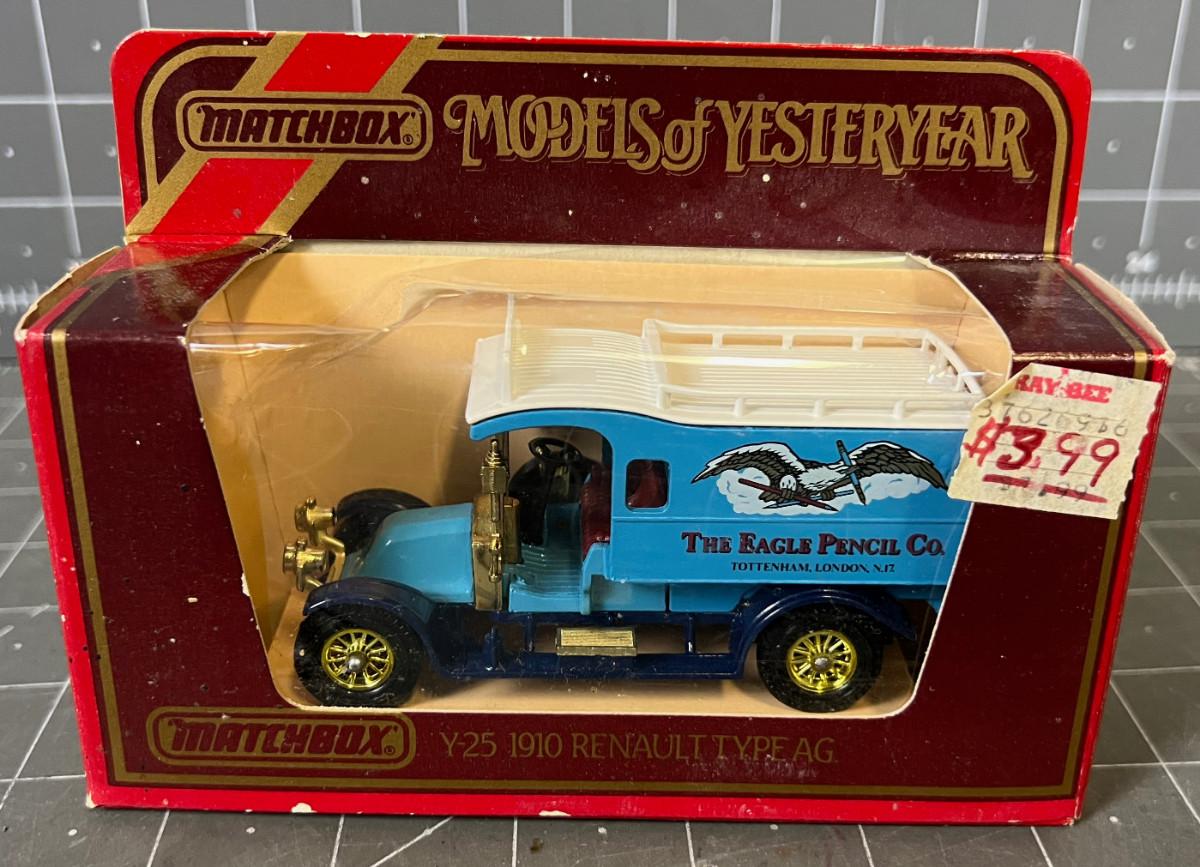 MATCHBOX®
MODELS of YESTERYEAR
KAY·BEE
$3.99
THE EAGLE PENCIL CO.
TOTTENHAM, LONDON, N.17.
MATCHBOX®
Y-25 1910 RENAULT TYPE AG